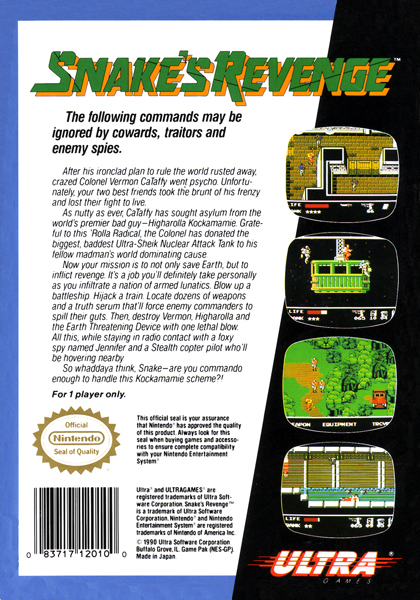 SNAKE'S REVENGE™
The following commands may be
ignored by cowards, traitors and
enemy spies.
After his ironclad plan to rule the world rusted away,
crazed Colonel Vermon CaTaffy went psycho. Unfortu-
nately, your two best friends took the brunt of his frenzy
and lost their fight to live.
As nutty as ever, CaTaffy has sought asylum from the
world's premier bad guy–Higharolla Kockamamie. Grate-
ful to this 'Rolla Radical, the Colonel has donated the
biggest, baddest Ultra-Sheik Nuclear Attack Tank to his
fellow madman's world dominating cause.
Now your mission is to not only save Earth, but to
inflict revenge. It's a job you'll definitely take personally
as you infiltrate a nation of armed lunatics. Blow up a
battleship. Hijack a train. Locate dozens of weapons
and a truth serum that'll force enemy commanders to
spill their guts. Then, destroy Vermon, Higharolla and
the Earth Threatening Device with one lethal blow.
All this, while staying in radio contact with a foxy
spy named Jennifer and a Stealth copter pilot who'll
be hovering nearby.
So whaddaya think, Snake–are you commando
enough to handle this Kockamamie scheme?!
For 1 player only.
Official
Nintendo
Seal of Quality
This official seal is your assurance
that Nintendo® has approved the quality
of this product. Always look for this
seal when buying games and accesso-
ries to ensure complete compatibility
with your Nintendo Entertainment
System®
Ultra® and ULTRAGAMES® are
registered trademarks of Ultra Soft-
ware Corporation. Snake's Revenge™
is a trademark of Ultra Software
Corporation. Nintendo® and Nintendo
Entertainment System® are registered
trademarks of Nintendo of America Inc.
© 1990 Ultra Software Corporation
Buffalo Grove, IL. Game Pak (NES-GP).
Made in Japan.
0 83717 12010 0
LIFE
RANK ★★★★
LIFE
RANK ★
APON EQUIPMENT TRCV
LIFE
ULTRA®
GAMES